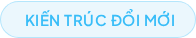 KIẾN TRÚC ĐỔI MỚI